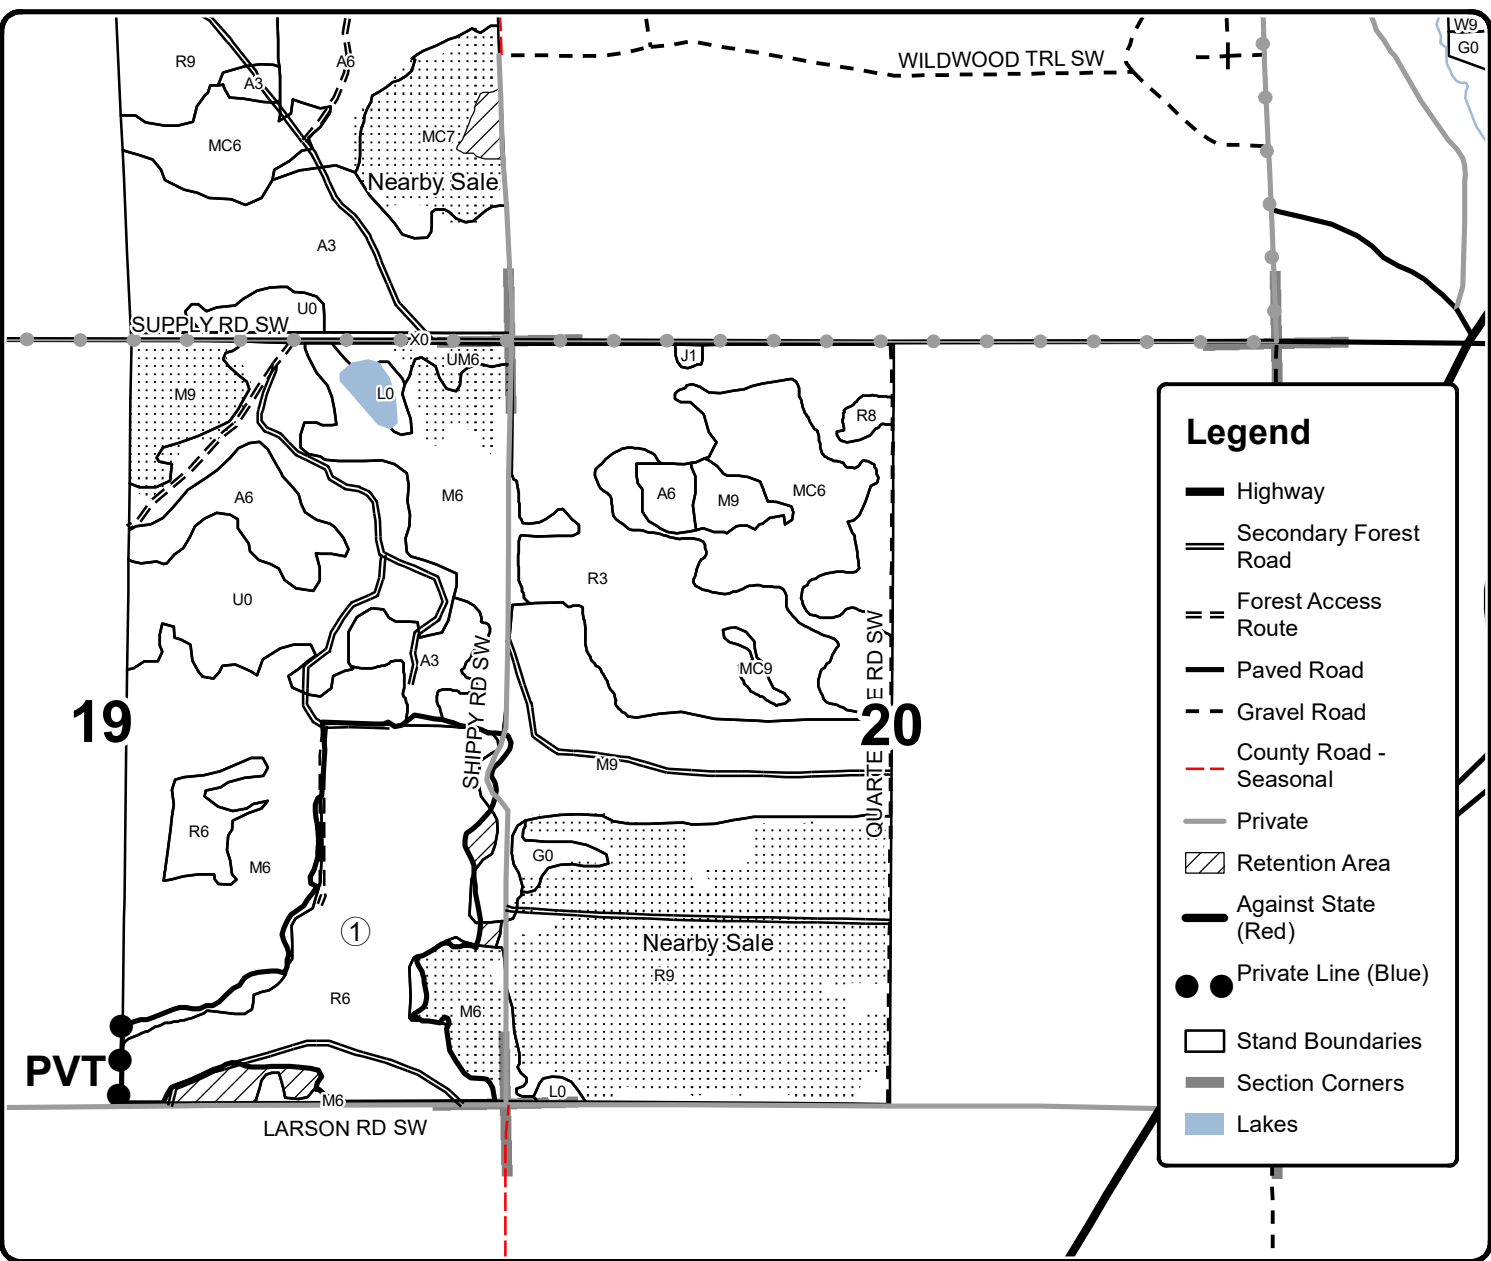 W9
G0
R9
A6
A3
WILDWOOD TRL SW
MC7
MC6
Nearby Sale
A3
U0
SUPPLY RD SW
X0
UM6
J1
M9
L0
R8
A6
M6
A6
M9
MC6
R3
U0
A3
MC9
SHIPPY RD SW
QUARTE E RD SW
19
20
M9
R6
M6
G0
1
Nearby Sale
R9
R6
M6
PVT
M6
L0
LARSON RD SW
Legend
Highway
Secondary Forest
Road
Forest Access
Route
Paved Road
Gravel Road
County Road -
Seasonal
Private
Retention Area
Against State
(Red)
Private Line (Blue)
Stand Boundaries
Section Corners
Lakes